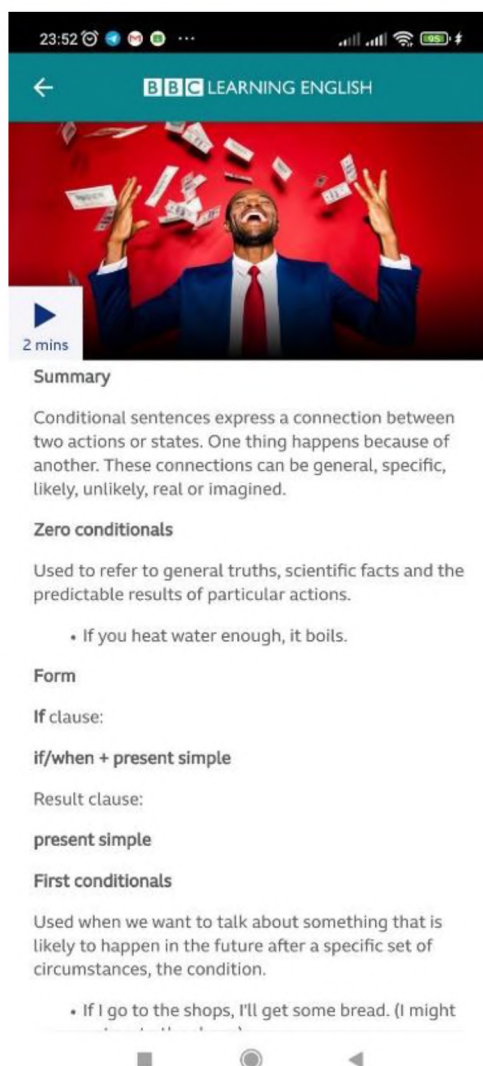 23:52
95
BBC LEARNING ENGLISH
2 mins
Summary
Conditional sentences express a connection between
two actions or states. One thing happens because of
another. These connections can be general, specific,
likely, unlikely, real or imagined.
Zero conditionals
Used to refer to general truths, scientific facts and the
predictable results of particular actions.
• If you heat water enough, it boils.
Form
If clause:
if/when + present simple
Result clause:
present simple
First conditionals
Used when we want to talk about something that is
likely to happen in the future after a specific set of
circumstances, the condition.
• If I go to the shops, I'll get some bread. (I might